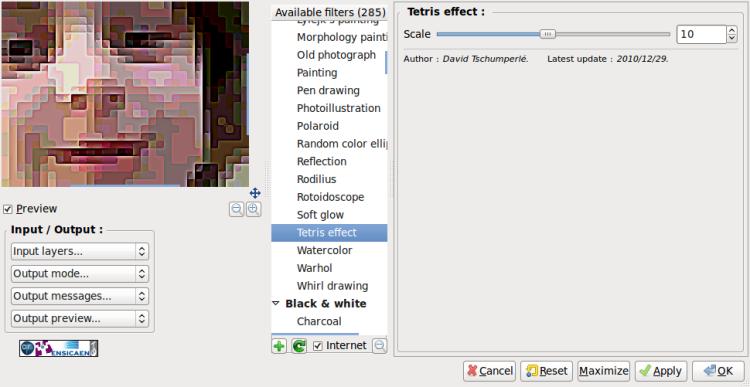 Available filters (285)
Lylejk's painting
Morphology painti
Old photograph
Painting
Pen drawing
Photoillustration
Polaroid
Random color ellip
Reflection
Rodilius
Rotoidoscope
Soft glow
Tetris effect
Watercolor
Warhol
Whirl drawing
Black & white
Charcoal
Internet
Preview
Input / Output :
Input layers...
Output mode...
Output messages...
Output preview...
ENSICAEN
Tetris effect :
Scale 10
Author : David Tschumperlé. Latest update : 2010/12/29.
Cancel Reset Maximize Apply OK